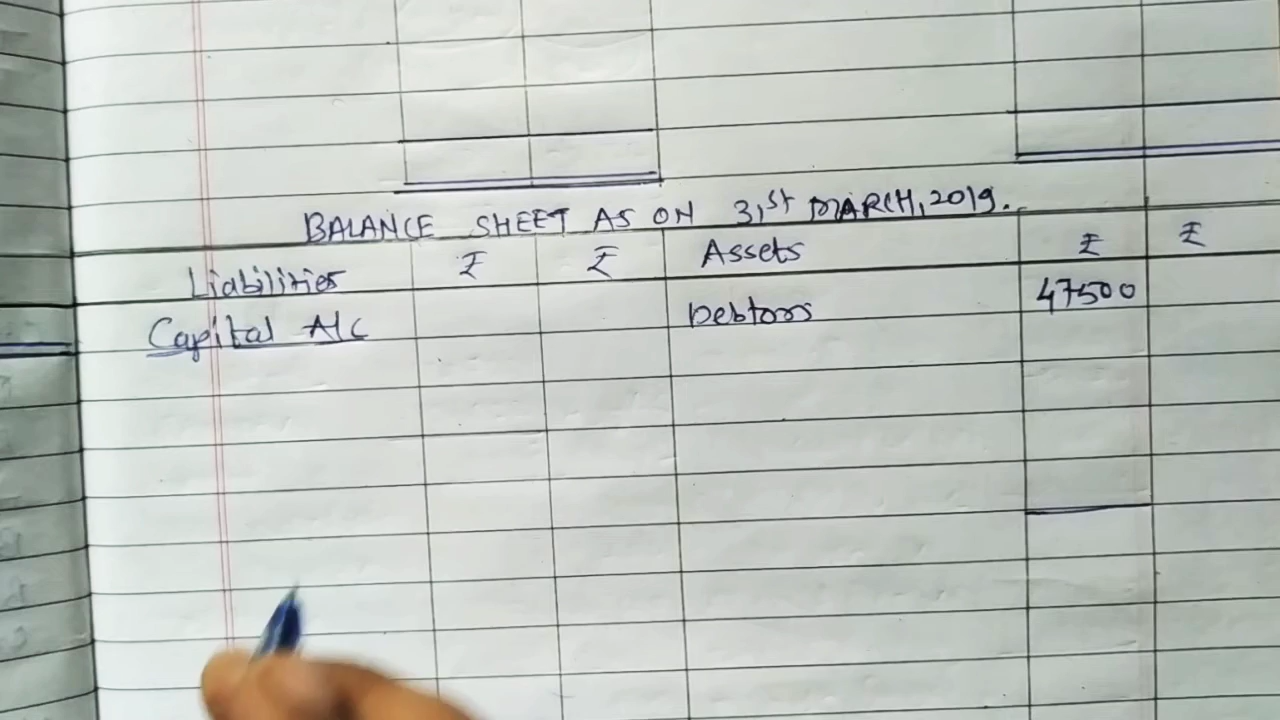 BALANCE SHEET AS ON 31st MARCH, 2019.
Liabilities ₹ ₹ Assets ₹ ₹
Capital A/c Debtors 47500